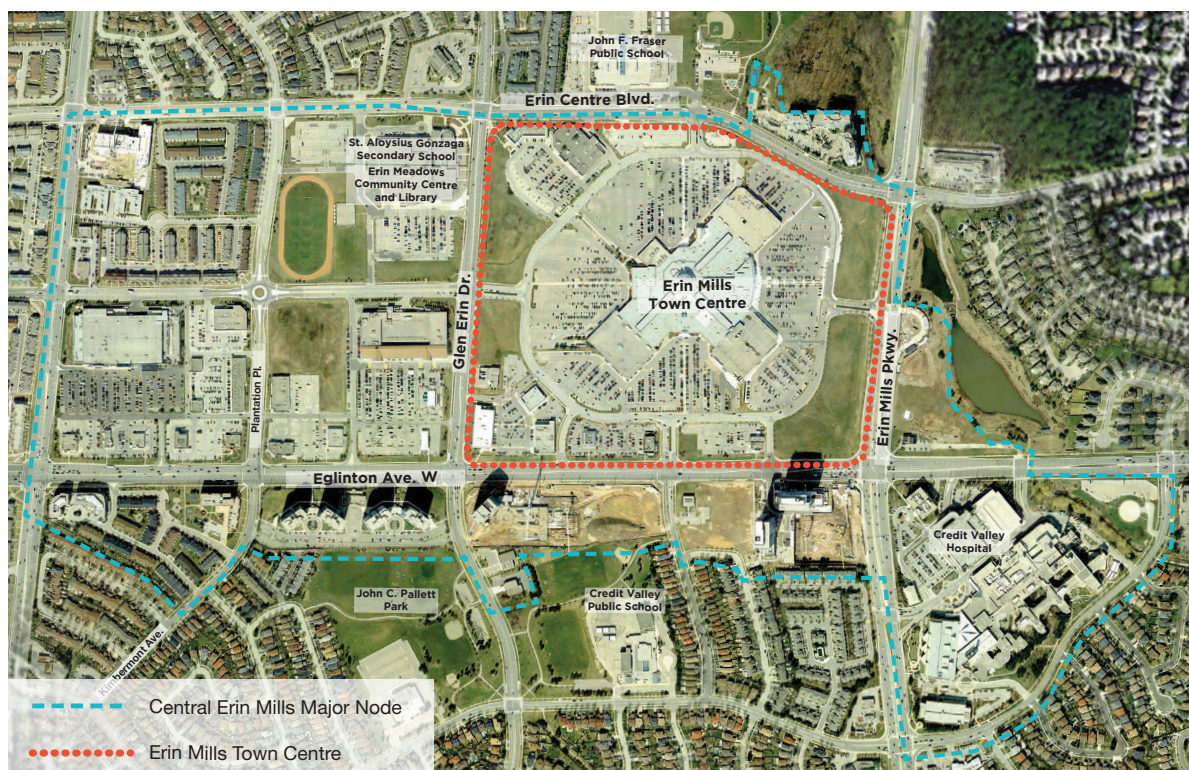 John F. Fraser
Public School
Erin Centre Blvd.
St. Aloysius Gonzaga
Secondary School
Erin Meadows
Community Centre
and Library
Glen Erin Dr.
Erin Mills
Town Centre
Erin Mills Pkwy.
Plantation Pl.
Eglinton Ave. W
Credit Valley
Hospital
John C. Pallett
Park
Credit Valley
Public School
Kimbermont Ave.
Central Erin Mills Major Node
Erin Mills Town Centre